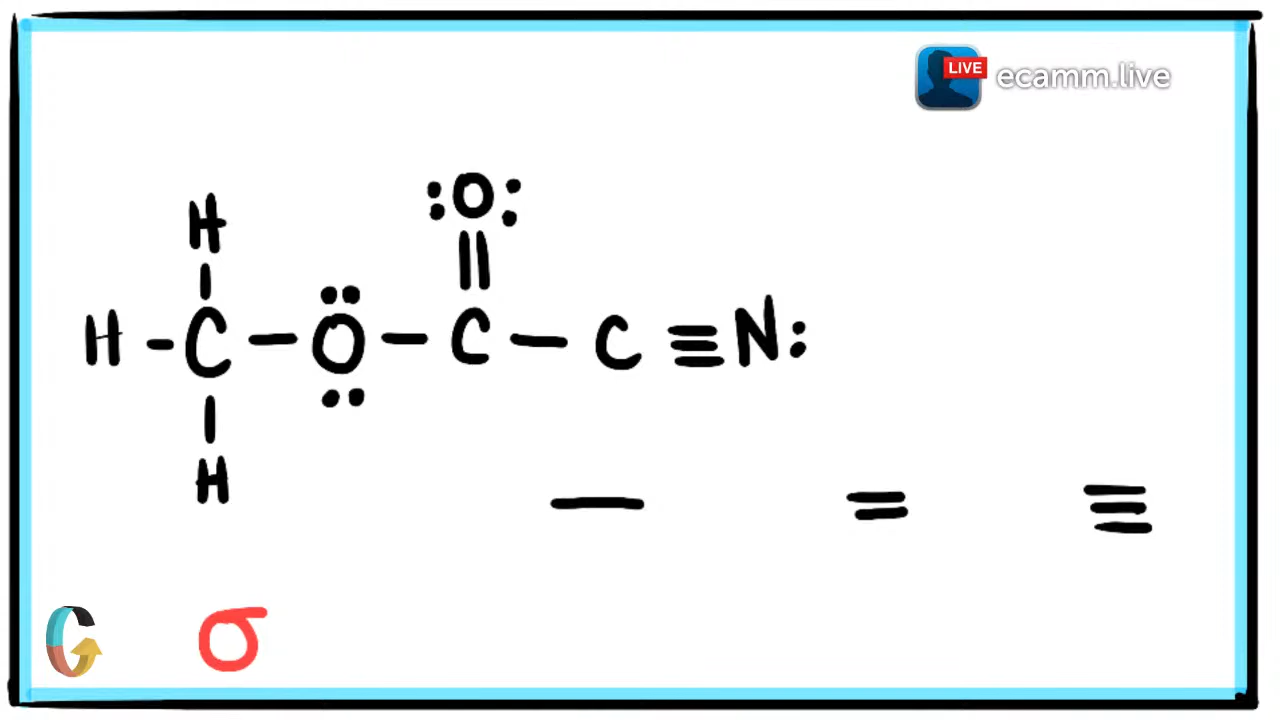 LIVE ecamm.live
:O:
H
H - C - O - C - C ≡ N:
H
σ